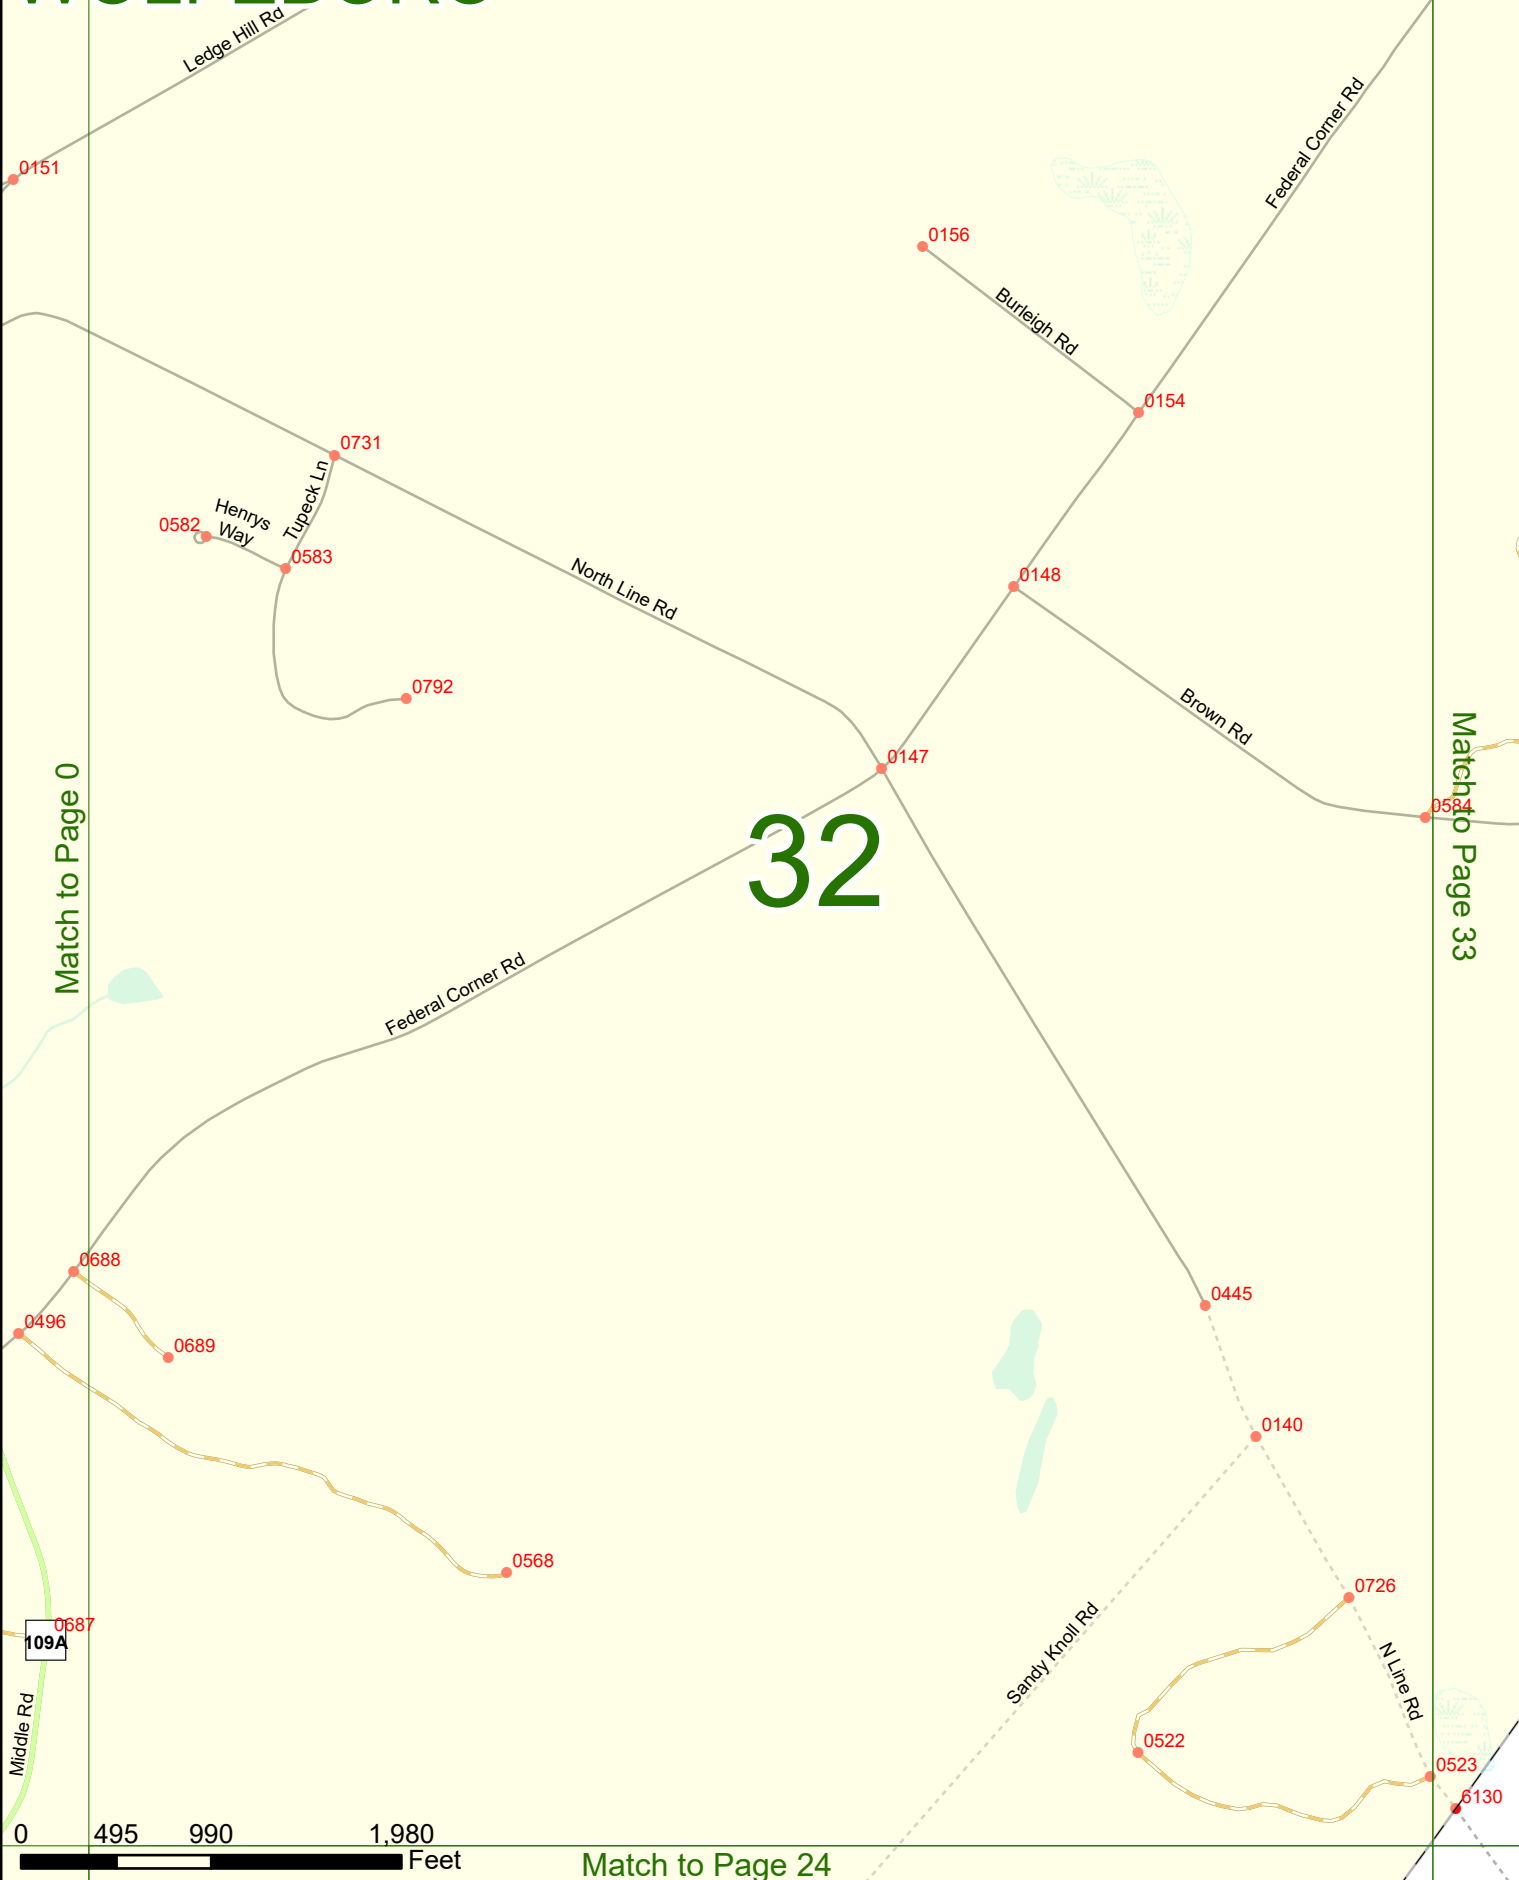 WOLFEBORO
Ledge Hill Rd
0151
Federal Corner Rd
0156
Burleigh Rd
0154
0731
Tupeck Ln
Henrys
Way
0582
0583
North Line Rd
0148
0792
Brown Rd
0147
0584
Match to Page 0
32
Match to Page 33
Federal Corner Rd
0688
0445
0496
0689
0140
0568
0726
0687
109A
Sandy Knoll Rd
N Line Rd
Middle Rd
0522
0523
6130
0 495 990 1,980
Feet
Match to Page 24